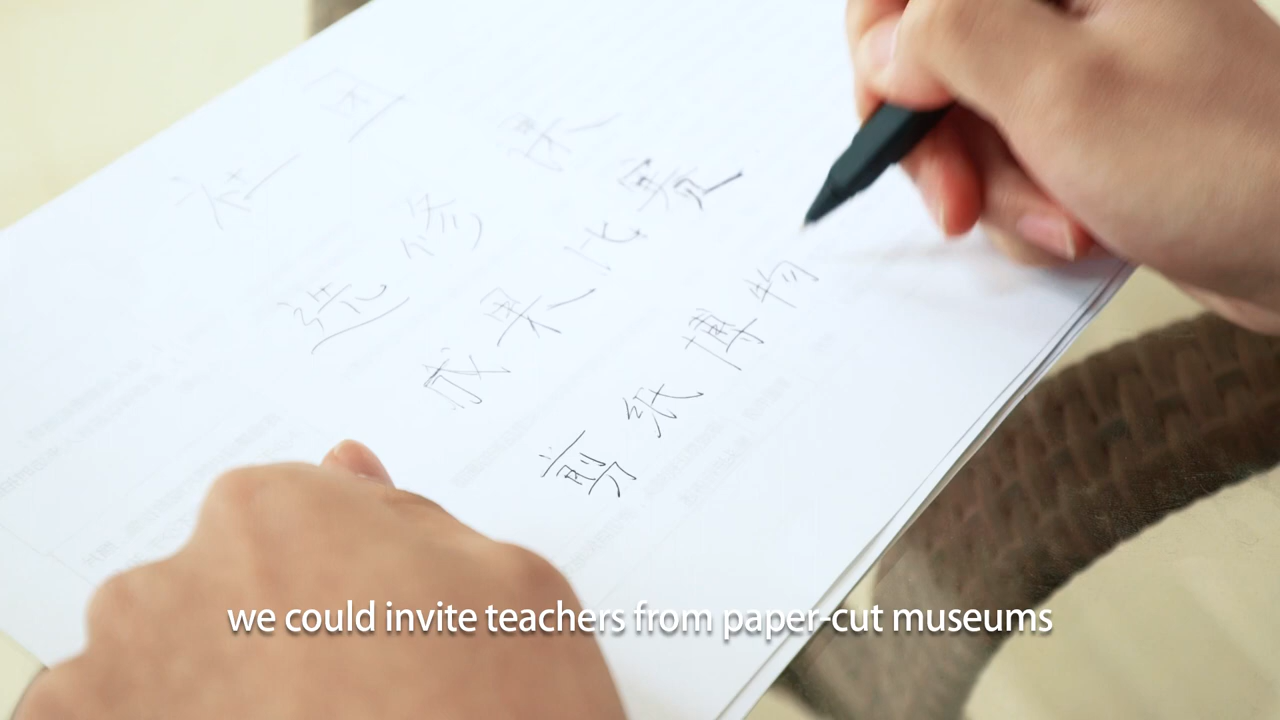 社团
选修
成果比赛
剪纸博物
we could invite teachers from paper-cut museums